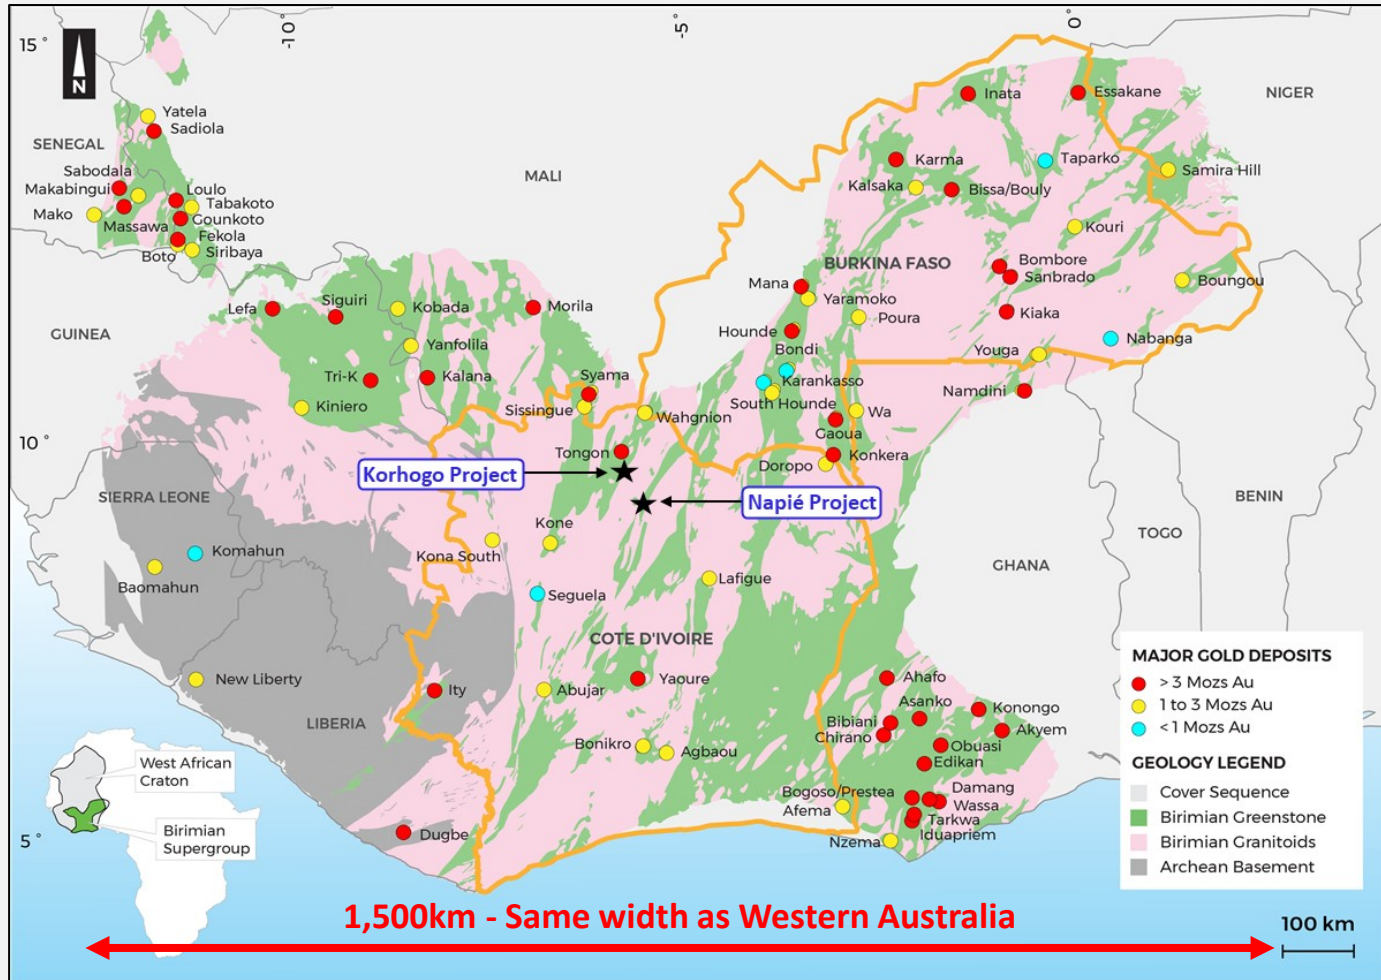 -10°
-5°
0°
15°
N
Inata
Essakane
NIGER
Yatela
Sadiola
SENEGAL
Karma
Taparko
Samira Hill
MALI
Sabodala
Makabingui
Loulo
Kalsaka
Bissa/Bouly
Tabakoto
Mako
Gounkoto
Massawa
Kouri
Fekola
Boto
Siribaya
BURKINA FASO
Bombore
Sanbrado
Mana
Boungou
Yaramoko
Siguiri
Lefa
Kobada
Morila
Kiaka
Poura
GUINEA
Hounde
Nabanga
Yanfolila
Bondi
Youga
Tri-K
Kalana
Syama
Karankasso
Namdini
Kiniero
Sissingue
South Hounde
Wa
Wahgnion
Gaoua
10°
Tongon
Konkera
Doropo
Korhogo Project
SIERRA LEONE
BENIN
Napié Project
Kone
TOGO
Komahun
Kona South
GHANA
Baomahun
Lafigue
Seguela
COTE D'IVOIRE
MAJOR GOLD DEPOSITS
> 3 Mozs Au
1 to 3 Mozs Au
< 1 Mozs Au
GEOLOGY LEGEND
Cover Sequence
Birimian Greenstone
Birimian Granitoids
Archean Basement
New Liberty
Ity
Abujar
Yaoure
Ahafo
Asanko
Konongo
LIBERIA
Bibiani
Chirano
Akyem
Bonikro
Agbaou
Obuasi
Edikan
West African
Craton
Damang
Bogoso/Prestea
Wassa
Afema
Tarkwa
Birimian
Supergroup
Dugbe
Iduapriem
Nzema
5°
1,500km - Same width as Western Australia
100 km